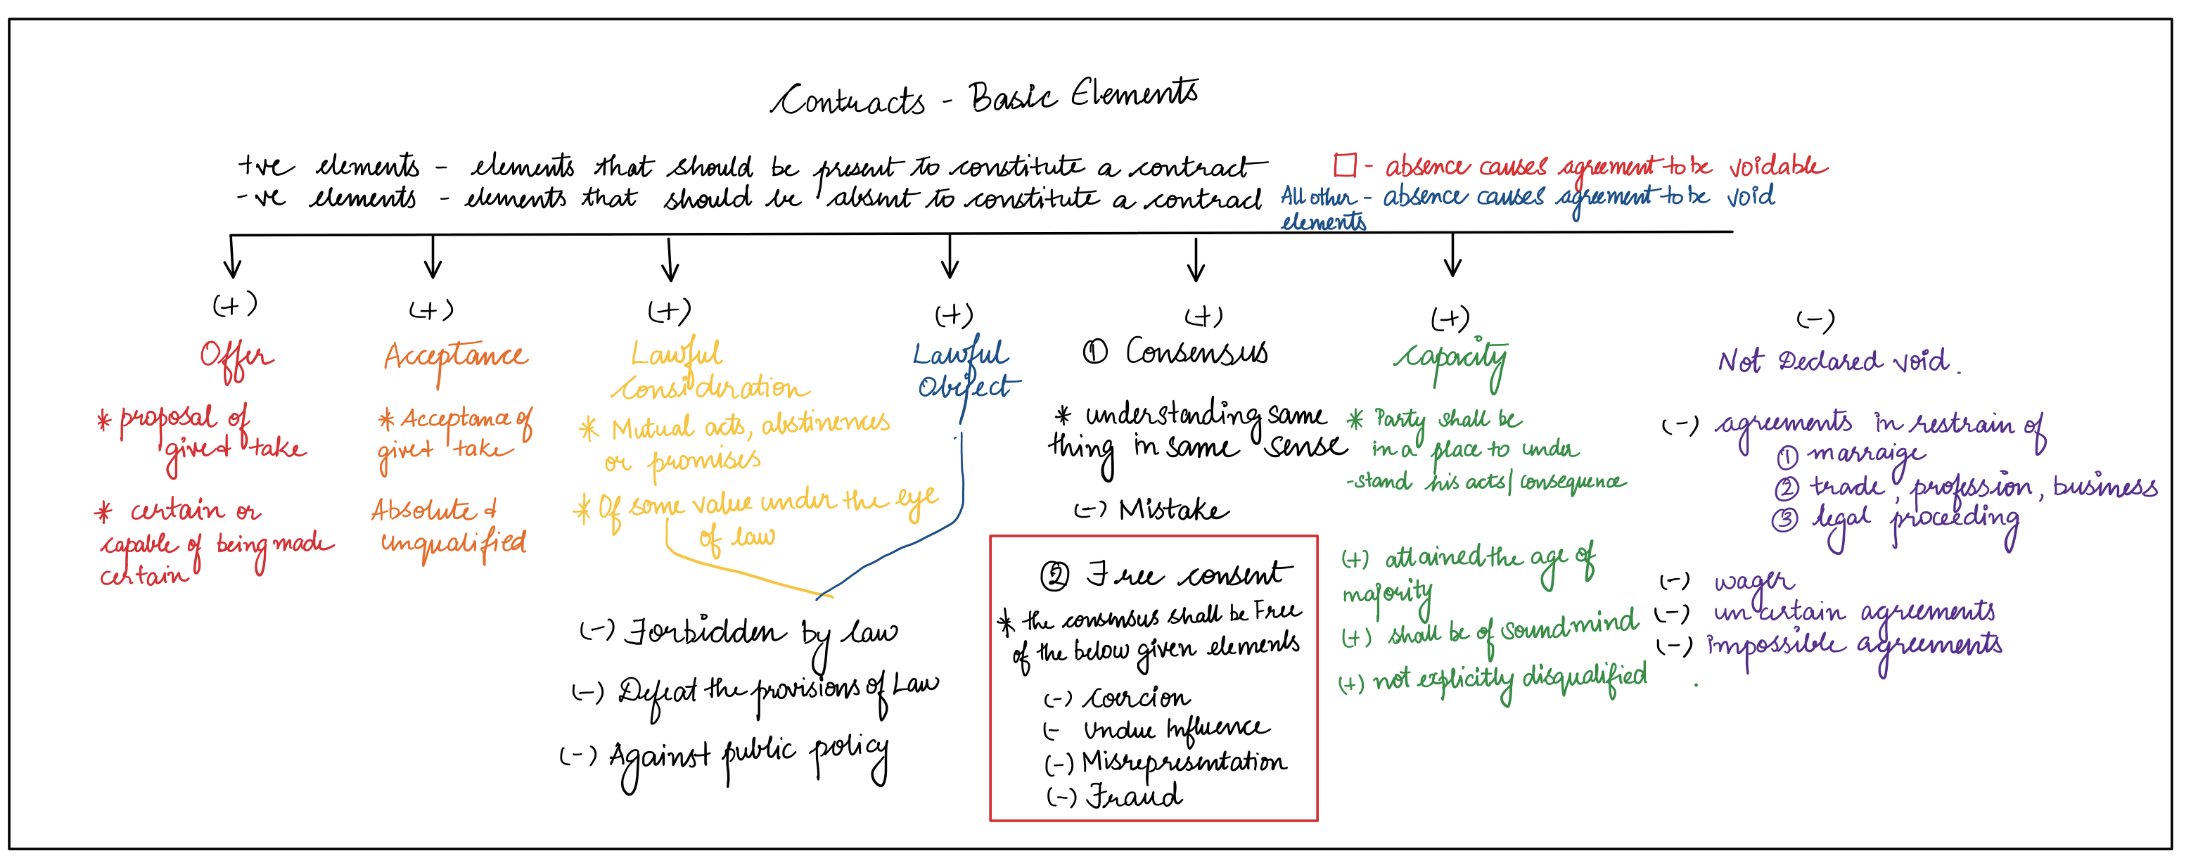 Contracts - Basic Elements
+ve elements - elements that should be present to constitute a contract
-ve elements - elements that should be absent to constitute a contract
□ - absence causes agreement to be voidable
All other - absence causes agreement to be void
elements
(+)
Offer
* proposal of
give & take
* certain or
capable of being made
certain
(+)
Acceptance
* Acceptance of
give & take
Absolute &
unqualified
(+)
Lawful
Consideration
* Mutual acts, abstinences
or promises
* Of some value under the eye
of law
(+)
Lawful
Object
(-) Forbidden by law
(-) Defeat the provisions of Law
(-) Against public policy
(+)
① Consensus
* understanding same
thing in same sense
(-) Mistake
② Free consent
* the consensus shall be Free
of the below given elements
(-) Coercion
(- Undue Influence
(-) Misrepresentation
(-) Fraud
(+)
Capacity
* Party shall be
in a place to under
-stand his acts/consequence
(+) attained the age of
majority
(+) shall be of sound mind
(+) not explicitly disqualified
(-)
Not Declared void.
(-) agreements in restrain of
① marraige
② trade, profession, business
③ legal proceeding
(-) wager
(-) uncertain agreements
(-) impossible agreements